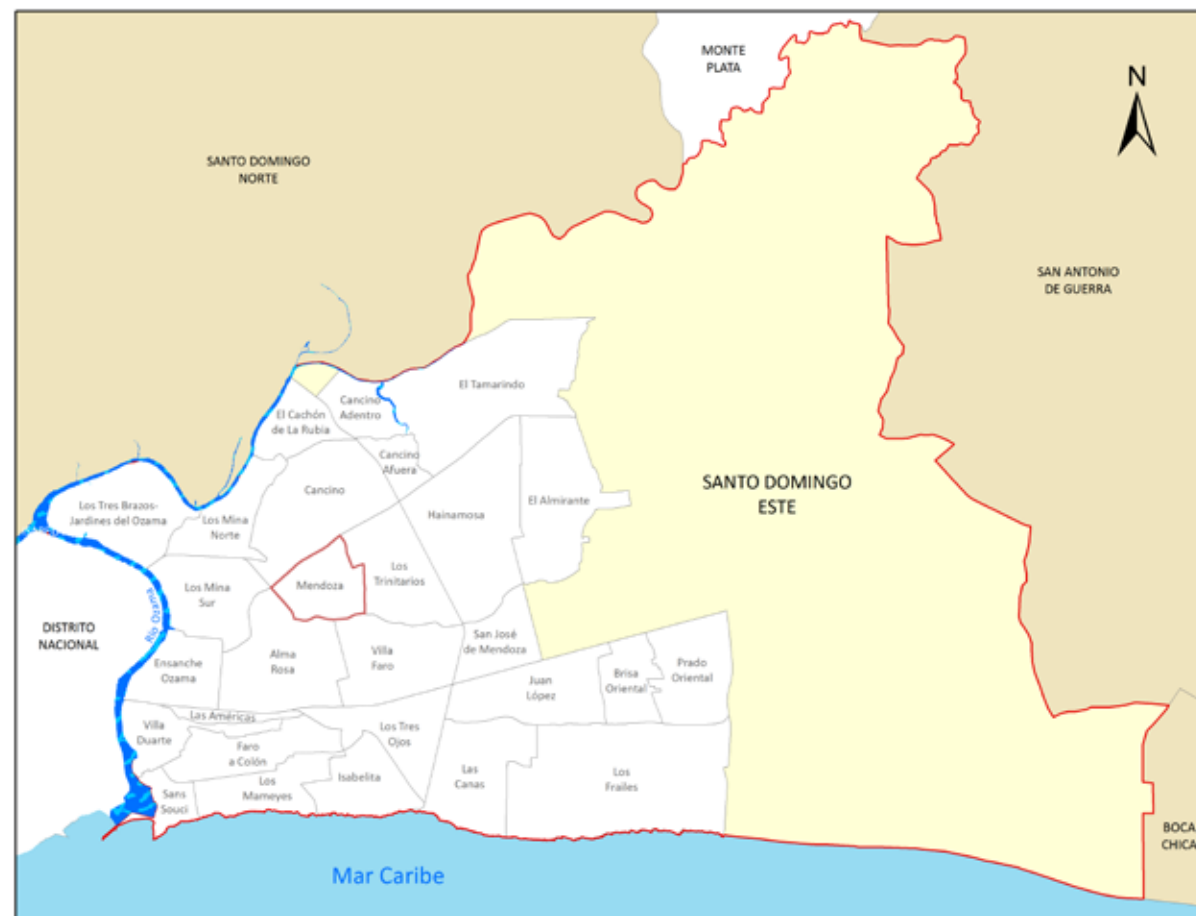 MONTE
PLATA
N
SANTO DOMINGO
NORTE
SAN ANTONIO
DE GUERRA
El Tamarindo
Cancino
Adentro
El Cachón
de La Rubia
Cancino
Afuera
Cancino
SANTO DOMINGO
ESTE
El Almirante
Los Tres Brazos-
Jardines del Ozama
Hainamosa
Los Mina
Norte
Los
Trinitarios
Mendoza
Los Mina
Sur
Río Ozama
DISTRITO
NACIONAL
San José
de Mendoza
Alma
Rosa
Villa
Faro
Ensanche
Ozama
Juan
López
Brisa
Oriental
Prado
Oriental
Las Américas
Villa
Duarte
Los Tres
Ojos
Faro
a Colón
Isabelita
Las
Canas
Los
Frailes
Los
Mameyes
Sans
Souci
BOCA
CHICA
Mar Caribe